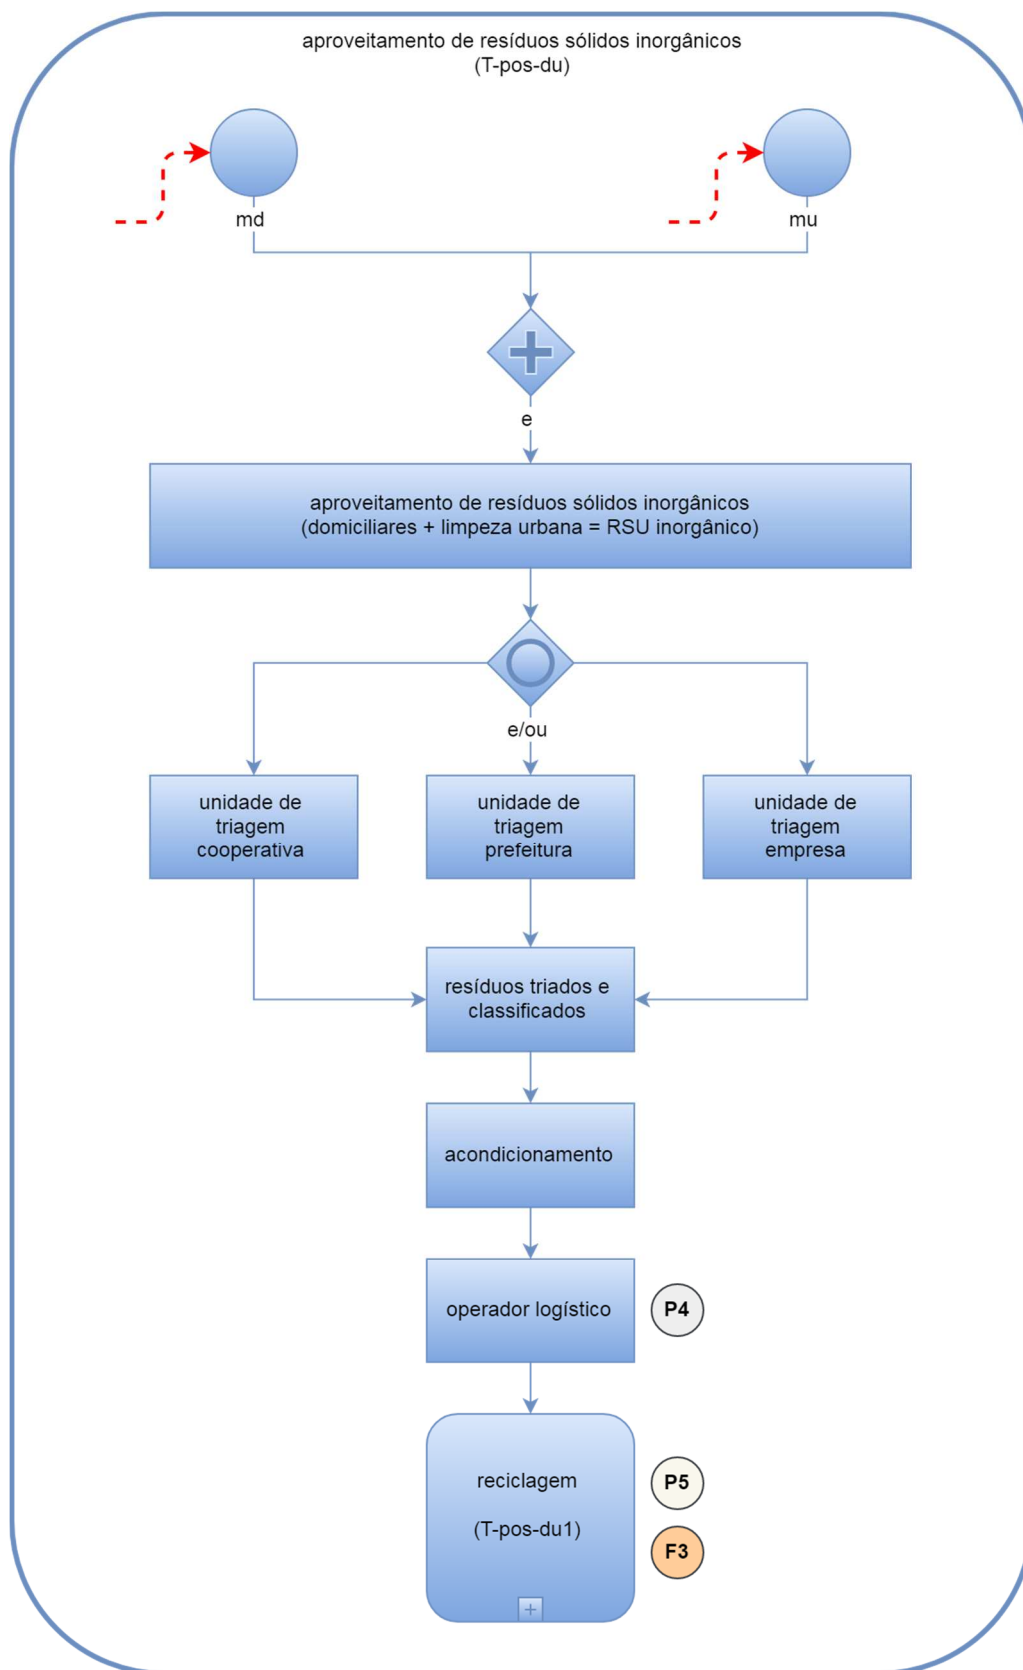 aproveitamento de resíduos sólidos inorgânicos
(T-pos-du)
md
mu
e
aproveitamento de resíduos sólidos inorgânicos
(domiciliares + limpeza urbana = RSU inorgânico)
e/ou
unidade de
triagem
cooperativa
unidade de
triagem
prefeitura
unidade de
triagem
empresa
resíduos triados e
classificados
acondicionamento
operador logístico
P4
reciclagem
(T-pos-du1)
P5
F3